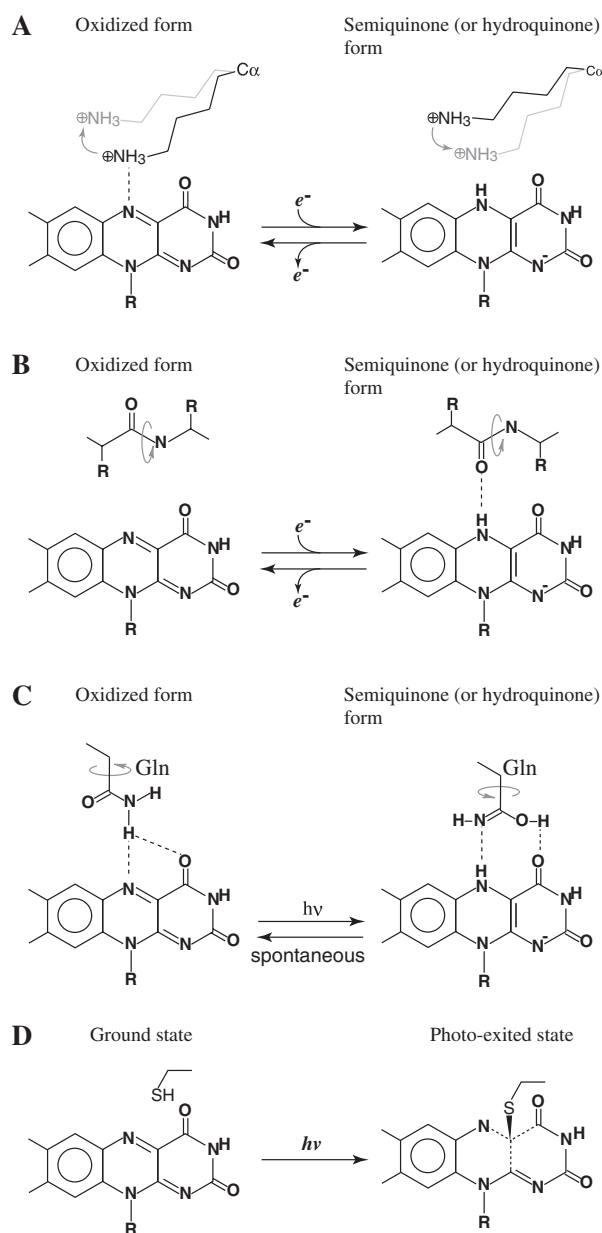 A
Oxidized form
Semiquinone (or hydroquinone)
form
Cα
Cα
⊕NH3
⊕NH3
⊕NH3
⊕NH3
O
N
NH
N
N
O
R
e-
e-
H
N
O
NH
N
N-
O
R
B
Oxidized form
Semiquinone (or hydroquinone)
form
O
R
N
R
R
N
O
R
N
O
NH
N
N
O
R
e-
e-
H
N
O
NH
N
N-
O
R
C
Oxidized form
Semiquinone (or hydroquinone)
form
Gln
O
N
H
H
Gln
H-N
O-H
O
N
NH
N
N
O
R
hν
spontaneous
H
N
O
NH
N
N-
O
R
D
Ground state
Photo-exited state
SH
O
N
NH
N
N
O
R
hν
S
O
N
NH
N
N
O
R